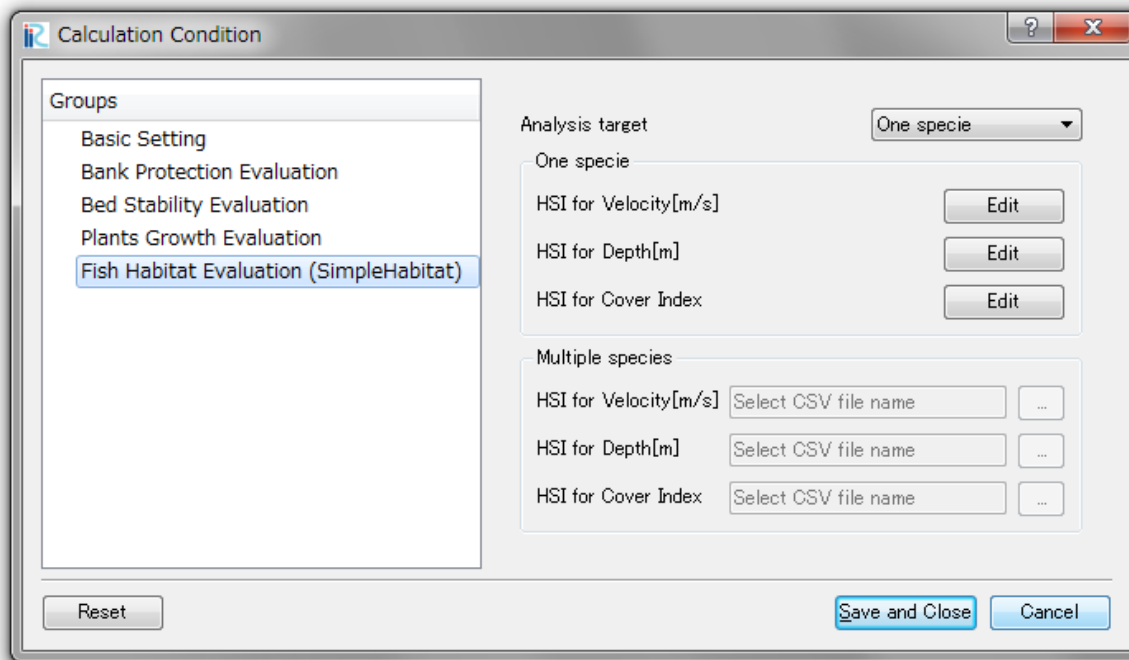 Calculation Condition
?
Groups
Basic Setting
Bank Protection Evaluation
Bed Stability Evaluation
Plants Growth Evaluation
Fish Habitat Evaluation (SimpleHabitat)
Analysis target One specie
One specie
HSI for Velocity[m/s] Edit
HSI for Depth[m] Edit
HSI for Cover Index Edit
Multiple species
HSI for Velocity[m/s] Select CSV file name ...
HSI for Depth[m] Select CSV file name ...
HSI for Cover Index Select CSV file name ...
Reset Save and Close Cancel